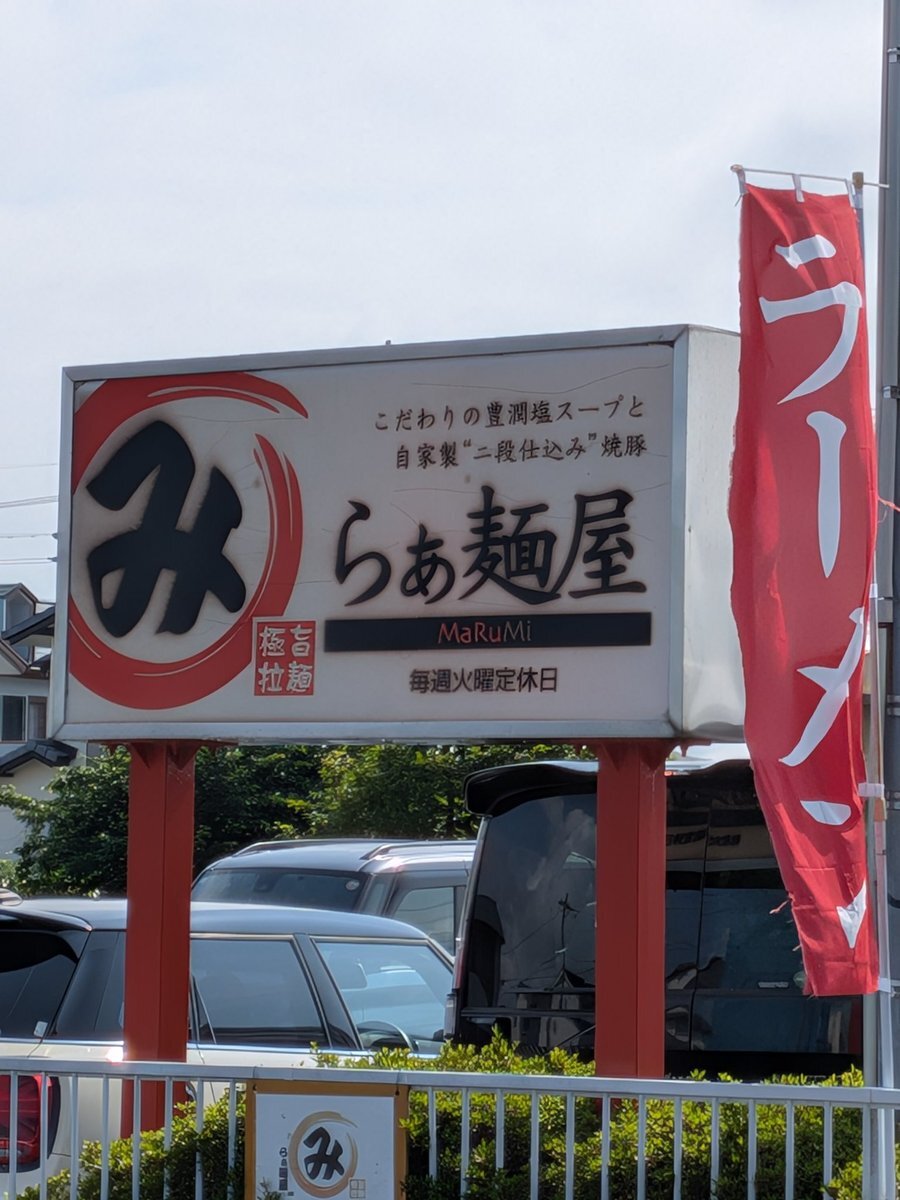 み
こだわりの豊潤塩スープと
自家製“二段仕込み”焼豚
らぁ麺屋
MaRuMi
極旨
拉麺
毎週火曜定休日
ラーメン
み